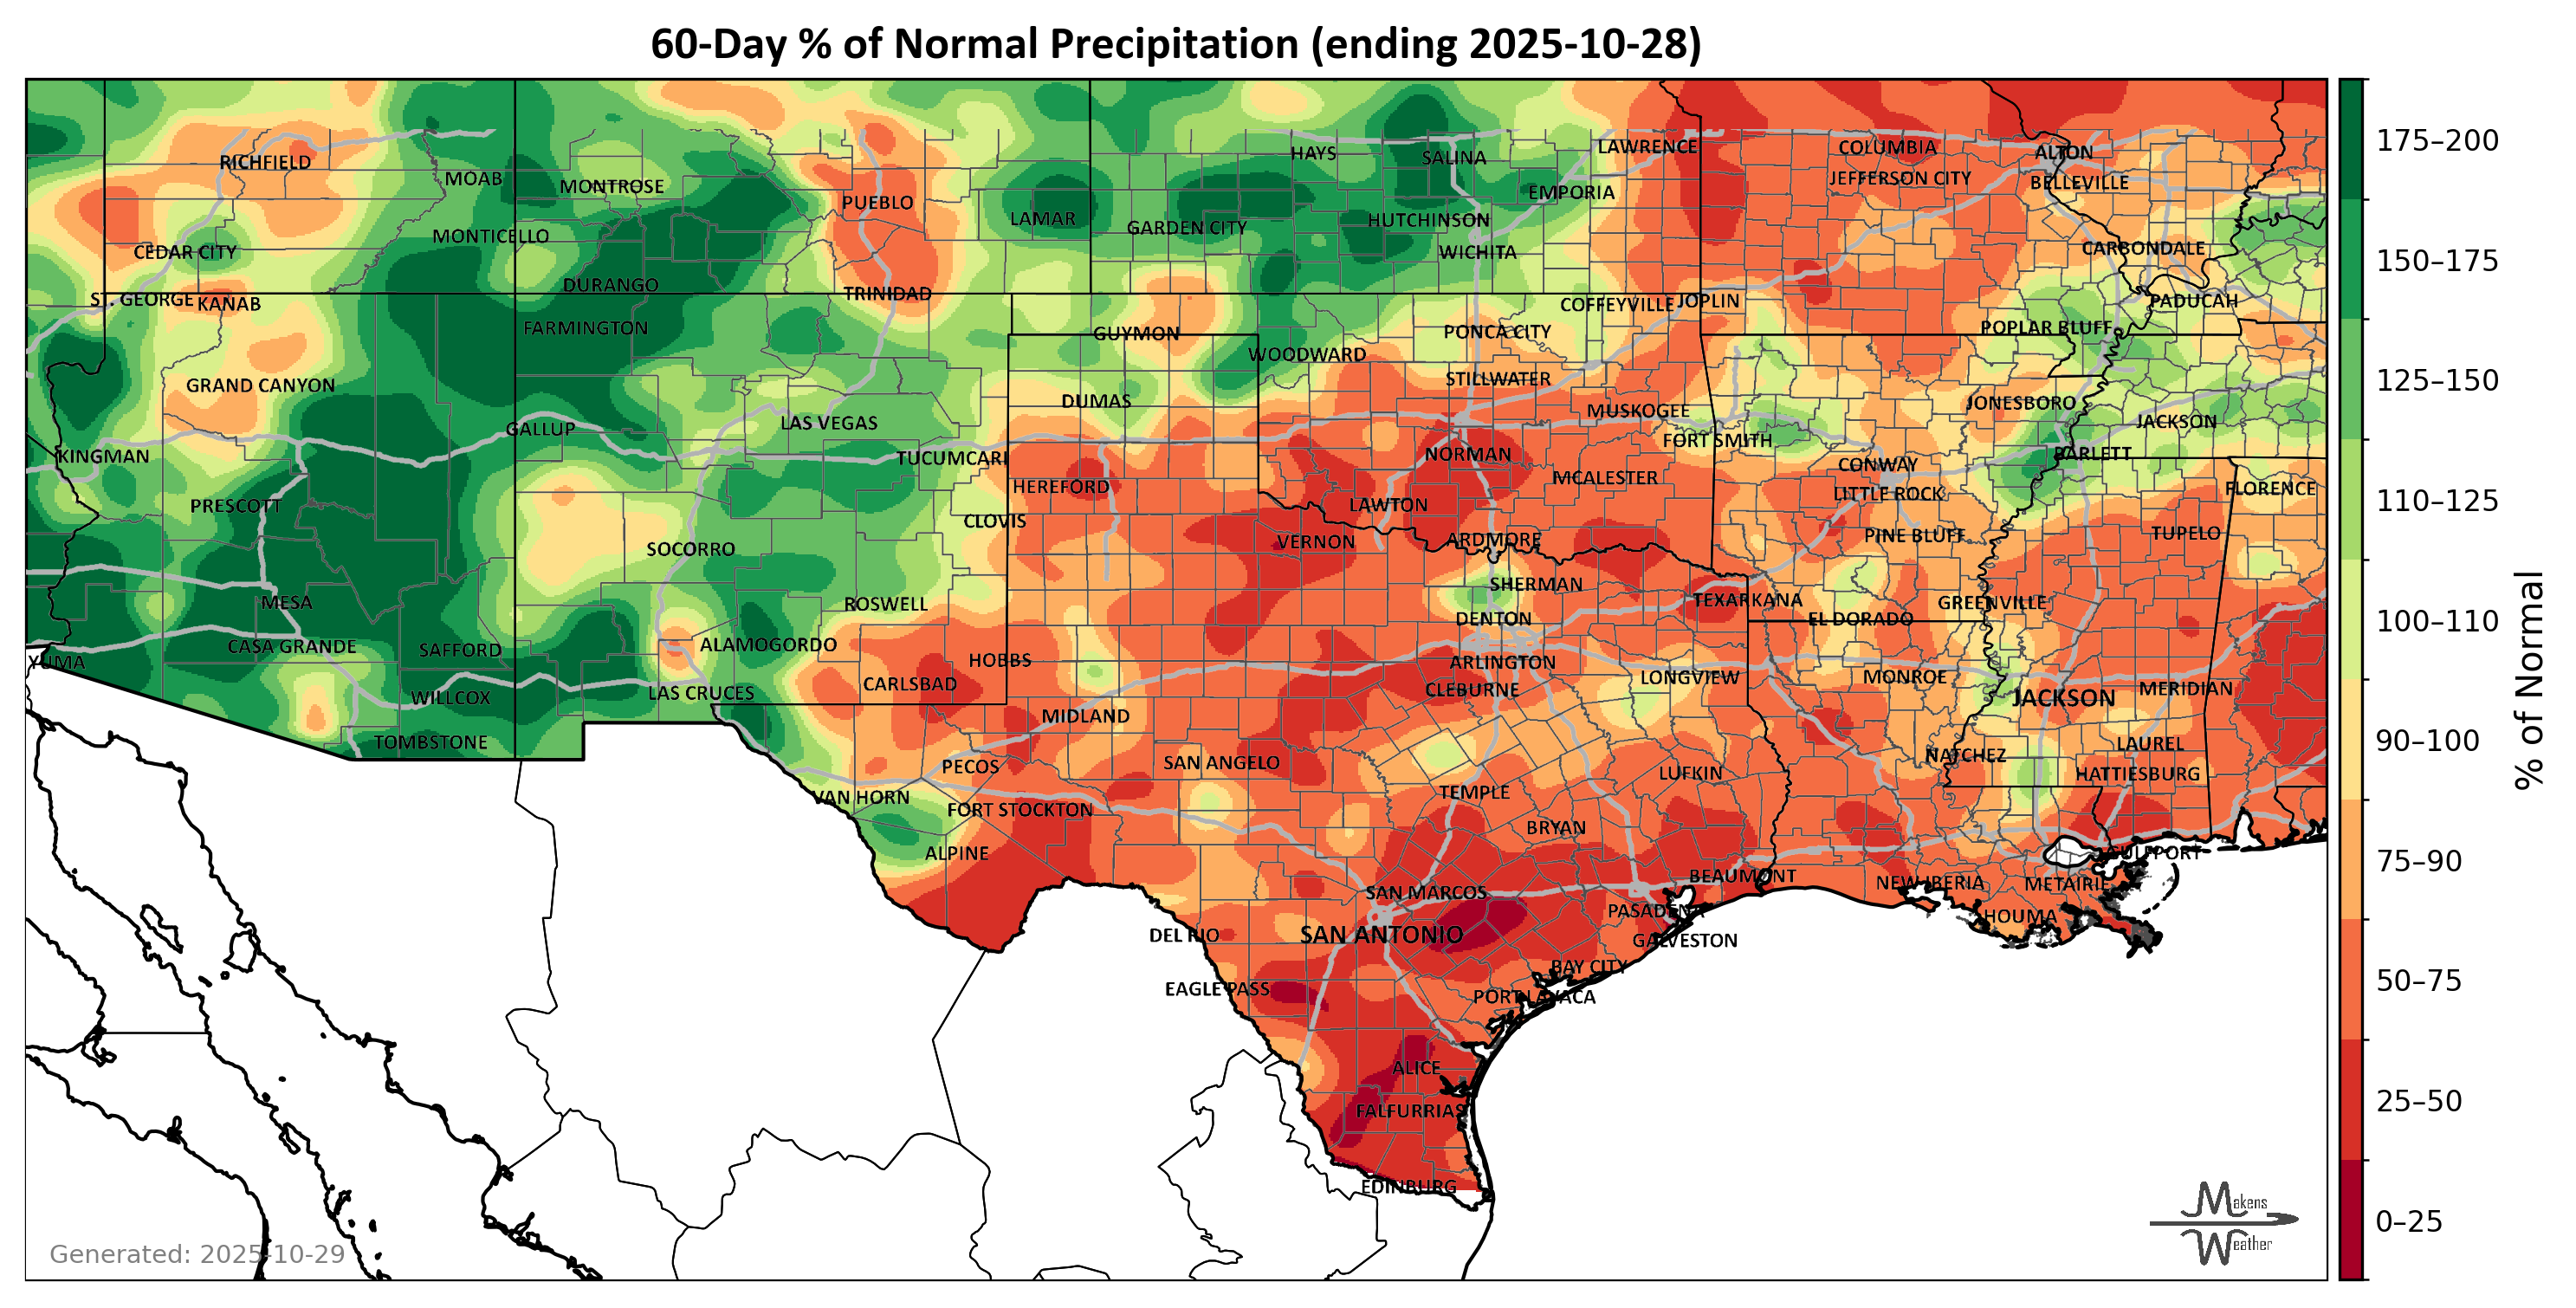 60-Day % of Normal Precipitation (ending 2025-10-28)
RICHFIELD
MOAB
MONTROSE
PUEBLO
LAMAR
HAYS
SALINA
LAWRENCE
COLUMBIA
ALTON
JEFFERSON CITY
BELLEVILLE
EMPORIA
GARDEN CITY
HUTCHINSON
WICHITA
CEDAR CITY
MONTICELLO
CARBONDALE
DURANGO
TRINIDAD
ST. GEORGE
KANAB
COFFEYVILLE
JOPLIN
PADUCAH
FARMINGTON
GUYMON
PONCA CITY
POPLAR BLUFF
WOODWARD
GRAND CANYON
STILLWATER
DUMAS
MUSKOGEE
JONESBORO
GALLUP
LAS VEGAS
FORT SMITH
JACKSON
KINGMAN
TUCUMCARI
NORMAN
BARLETT
CONWAY
HEREFORD
MCALESTER
LITTLE ROCK
FLORENCE
PRESCOTT
LAWTON
CLOVIS
VERNON
ARDMORE
PINE BLUFF
TUPELO
SOCORRO
SHERMAN
MESA
ROSWELL
DENTON
TEXARKANA
GREENVILLE
EL DORADO
CASA GRANDE
SAFFORD
ALAMOGORDO
HOBBS
ARLINGTON
YUMA
CARLSBAD
CLEBURNE
LONGVIEW
MONROE
JACKSON
MERIDIAN
WILLCOX
LAS CRUCES
MIDLAND
TOMBSTONE
PECOS
SAN ANGELO
LUFKIN
NATCHEZ
LAUREL
HATTIESBURG
VAN HORN
FORT STOCKTON
TEMPLE
BRYAN
ALPINE
GULFPORT
SAN MARCOS
BEAUMONT
NEW IBERIA
METAIRIE
PASADENA
HOUMA
DEL RIO
SAN ANTONIO
GALVESTON
BAY CITY
EAGLE PASS
PORT LAVACA
ALICE
FALFURRIAS
EDINBURG
175–200
150–175
125–150
110–125
100–110
90–100
75–90
50–75
25–50
0–25
% of Normal
Makens
Weather
Generated: 2025-10-29